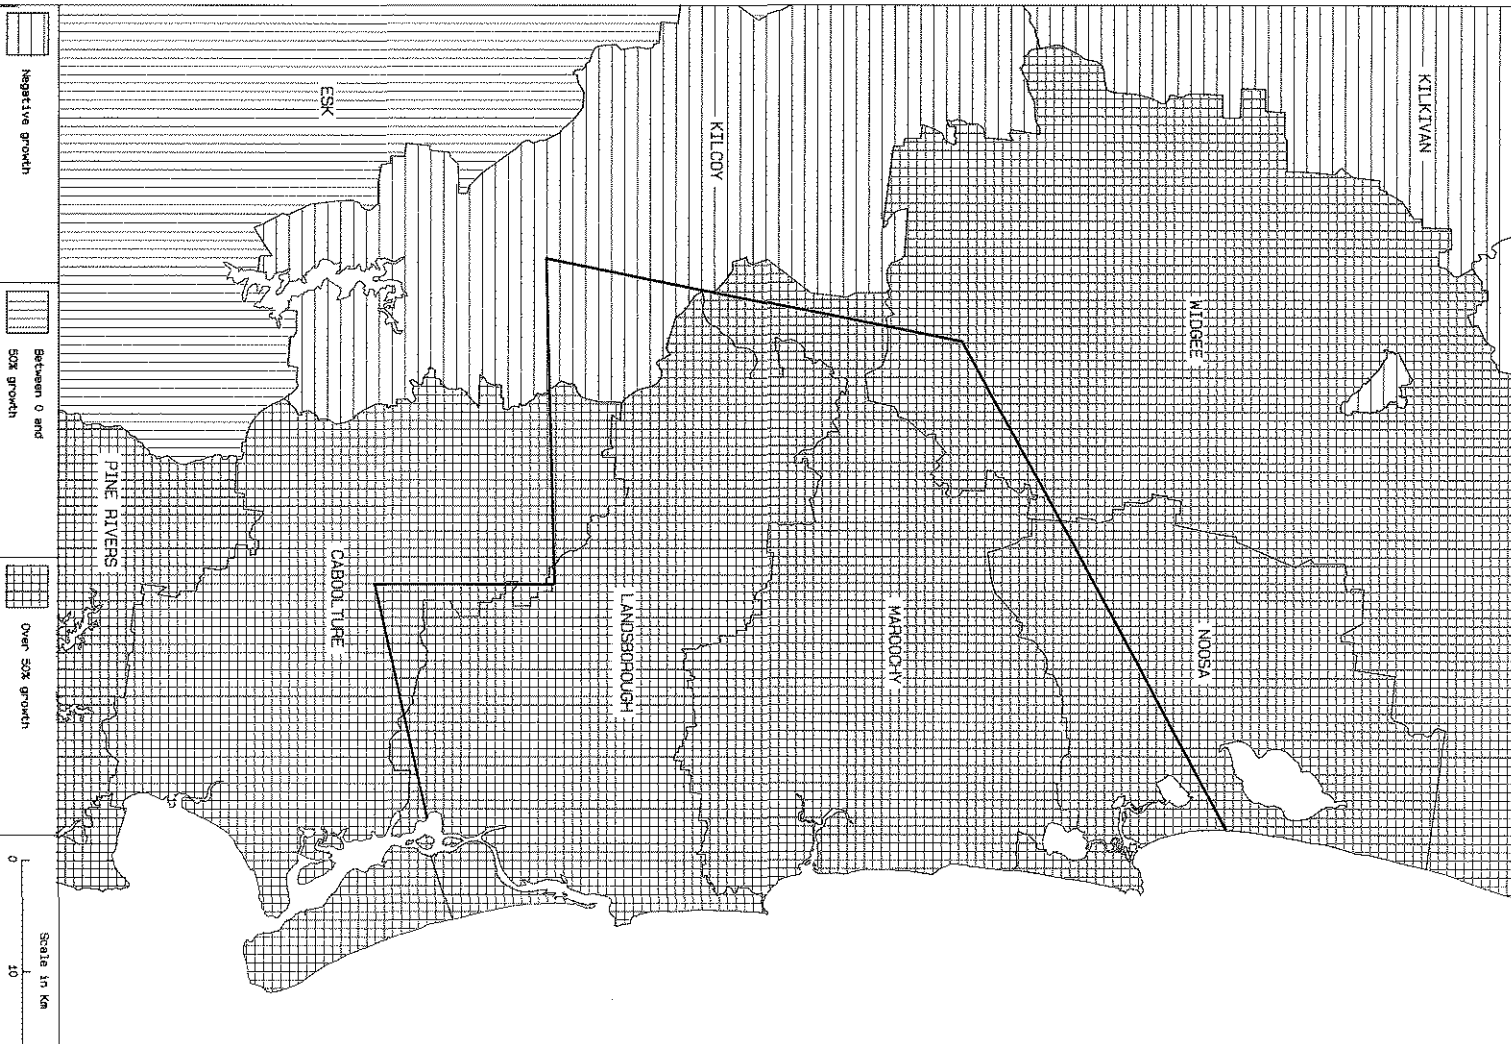 KILKIVAN
KILCOY
ESK
WIDGEE
NOOSA
MAROOCHY
LANDSBOROUGH
CABOOLTURE
PINE RIVERS
Negative growth
Between 0 and
50% growth
Over 50% growth
Scale in Km
0
10